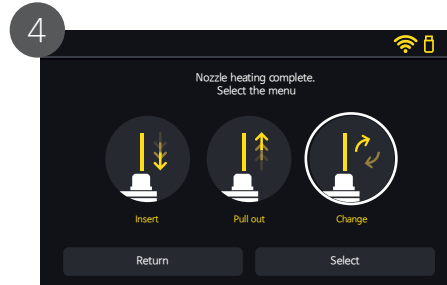 4
Nozzle heating complete.
Select the menu
Insert Pull out Change
Return Select